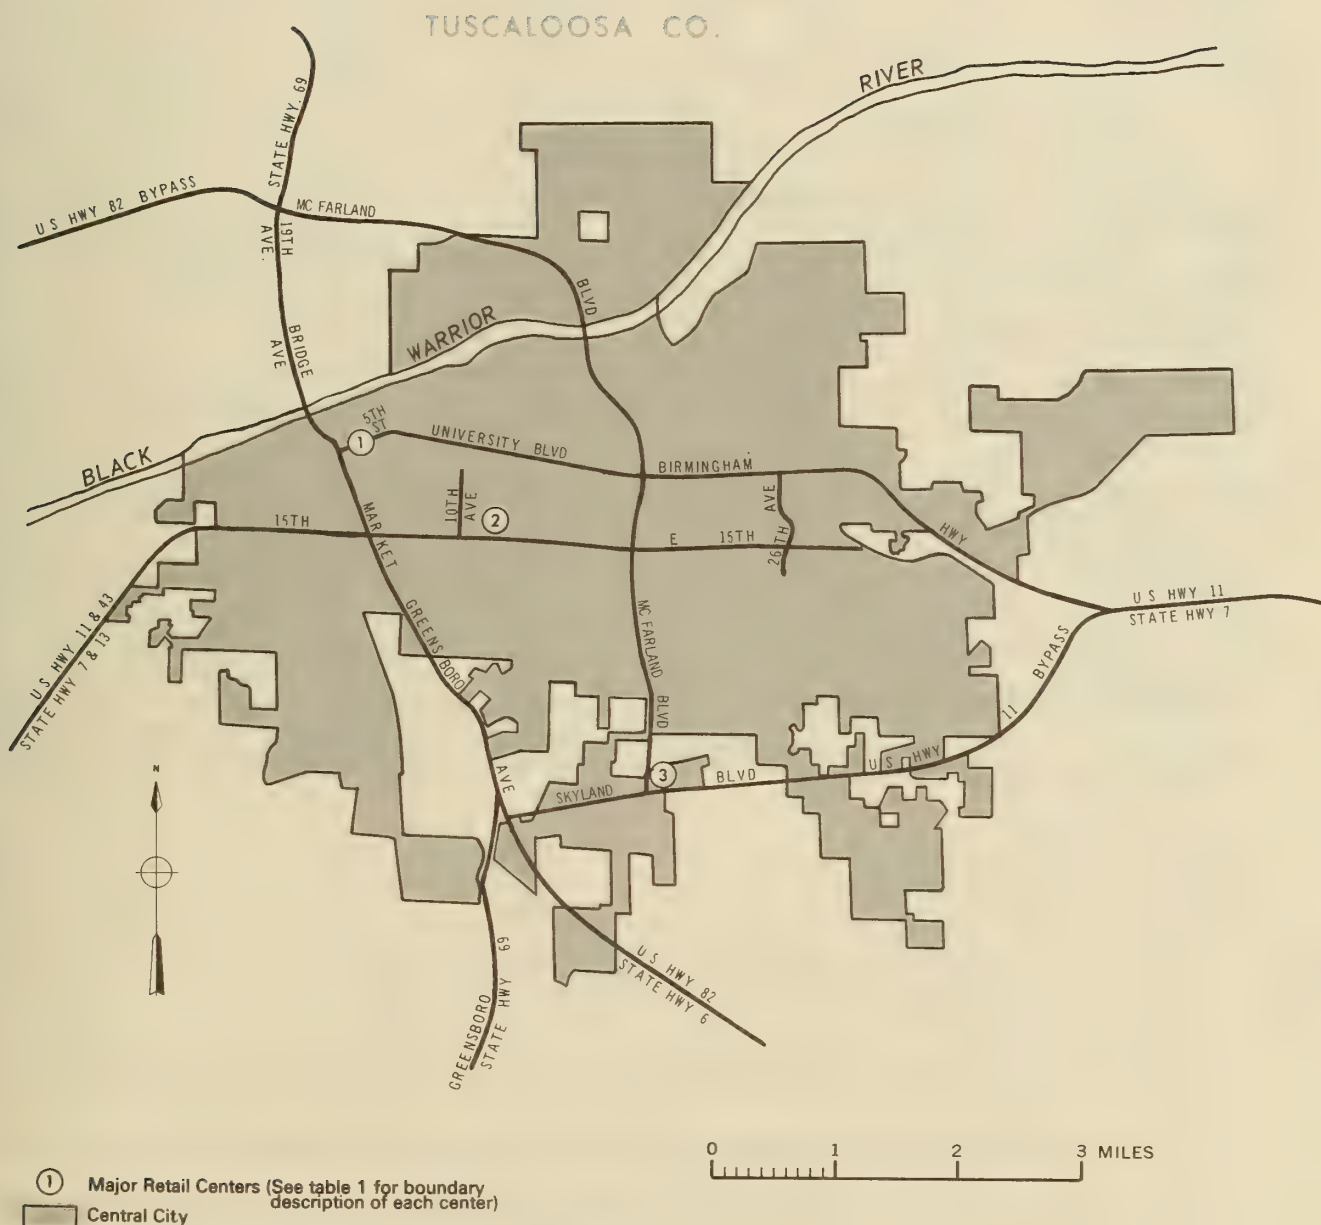 TUSCALOOSA CO.
RIVER
STATE HWY. 69
US HWY 82 BYPASS
MC FARLAND
19TH
AVE.
BLVD
WARRIOR
BRIDGE
AVE
5TH
ST
1
UNIVERSITY BLVD
BLACK
BIRMINGHAM
10TH
AVE
2
AVE
26TH
15TH
MARKET
E 15TH
HWY
US HWY 11
STATE HWY 7
US HWY 11 & 43
STATE HWY 7 & 13
GREENSBORO
MC FARLAND
BLVD
BYPASS
11
US HWY
AVE
SKYLAND
3
BLVD
N
69
GREENSBORO
STATE HWY
US HWY 82
STATE HWY 6
0 1 2 3 MILES
1 Major Retail Centers (See table 1 for boundary
description of each center)
Central City